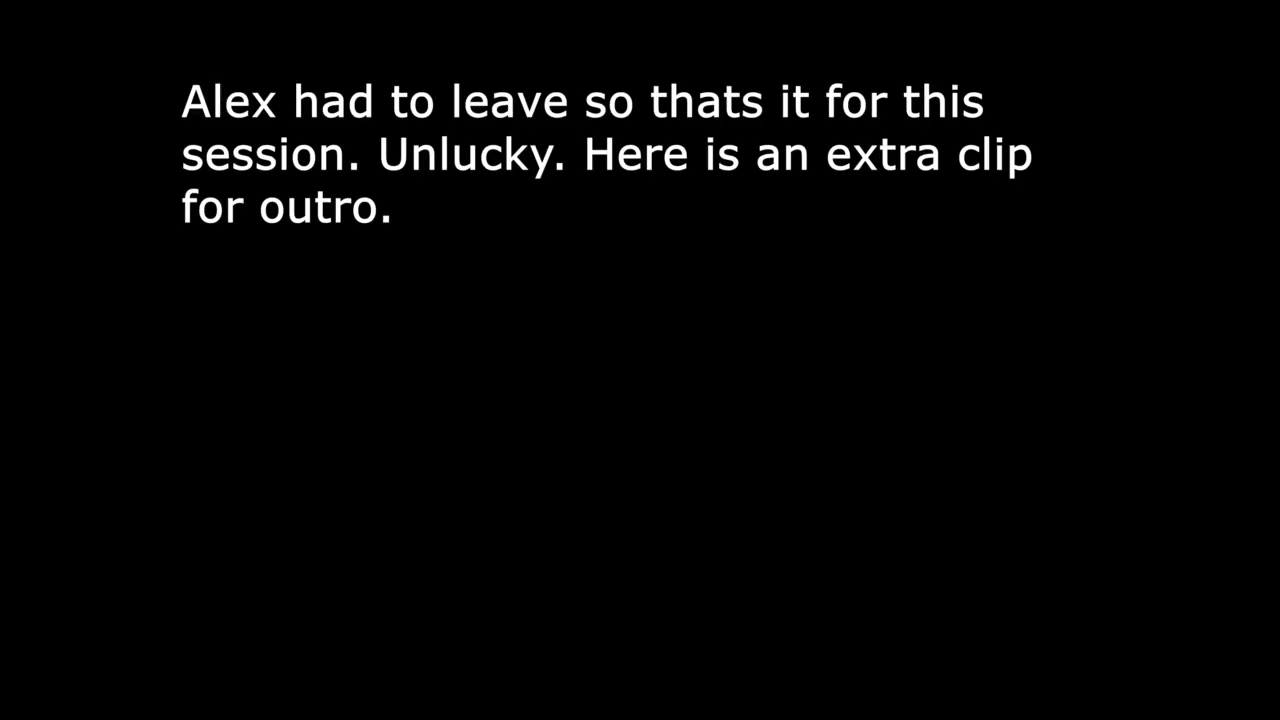 Alex had to leave so thats it for this
session. Unlucky. Here is an extra clip
for outro.